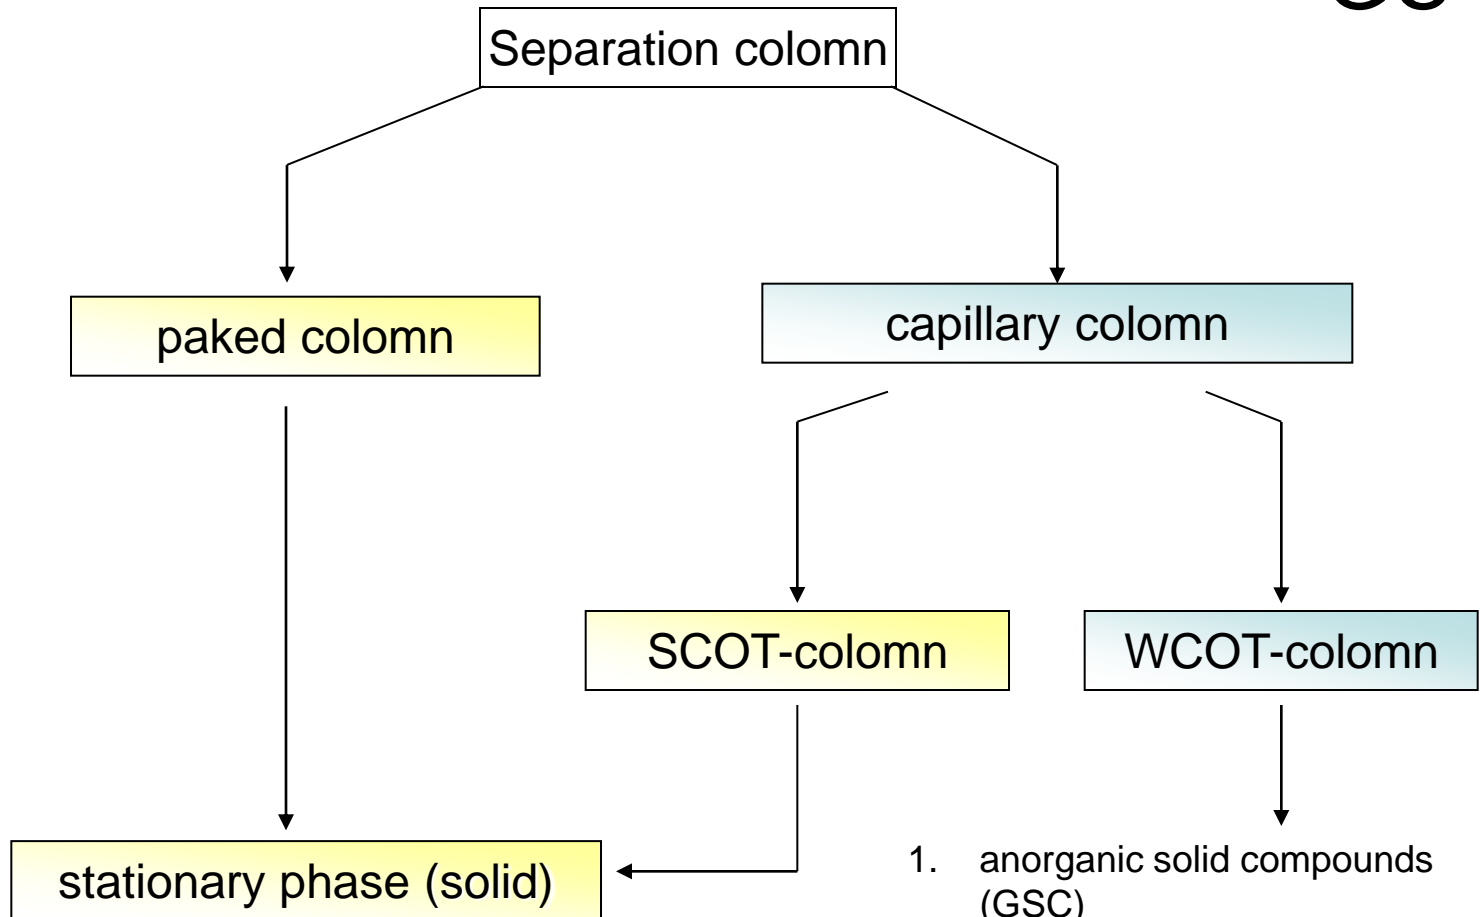 Separation colomn
paked colomn
capillary colomn
SCOT-colomn
WCOT-colomn
stationary phase (solid)
1. anorganic solid compounds
(GSC)